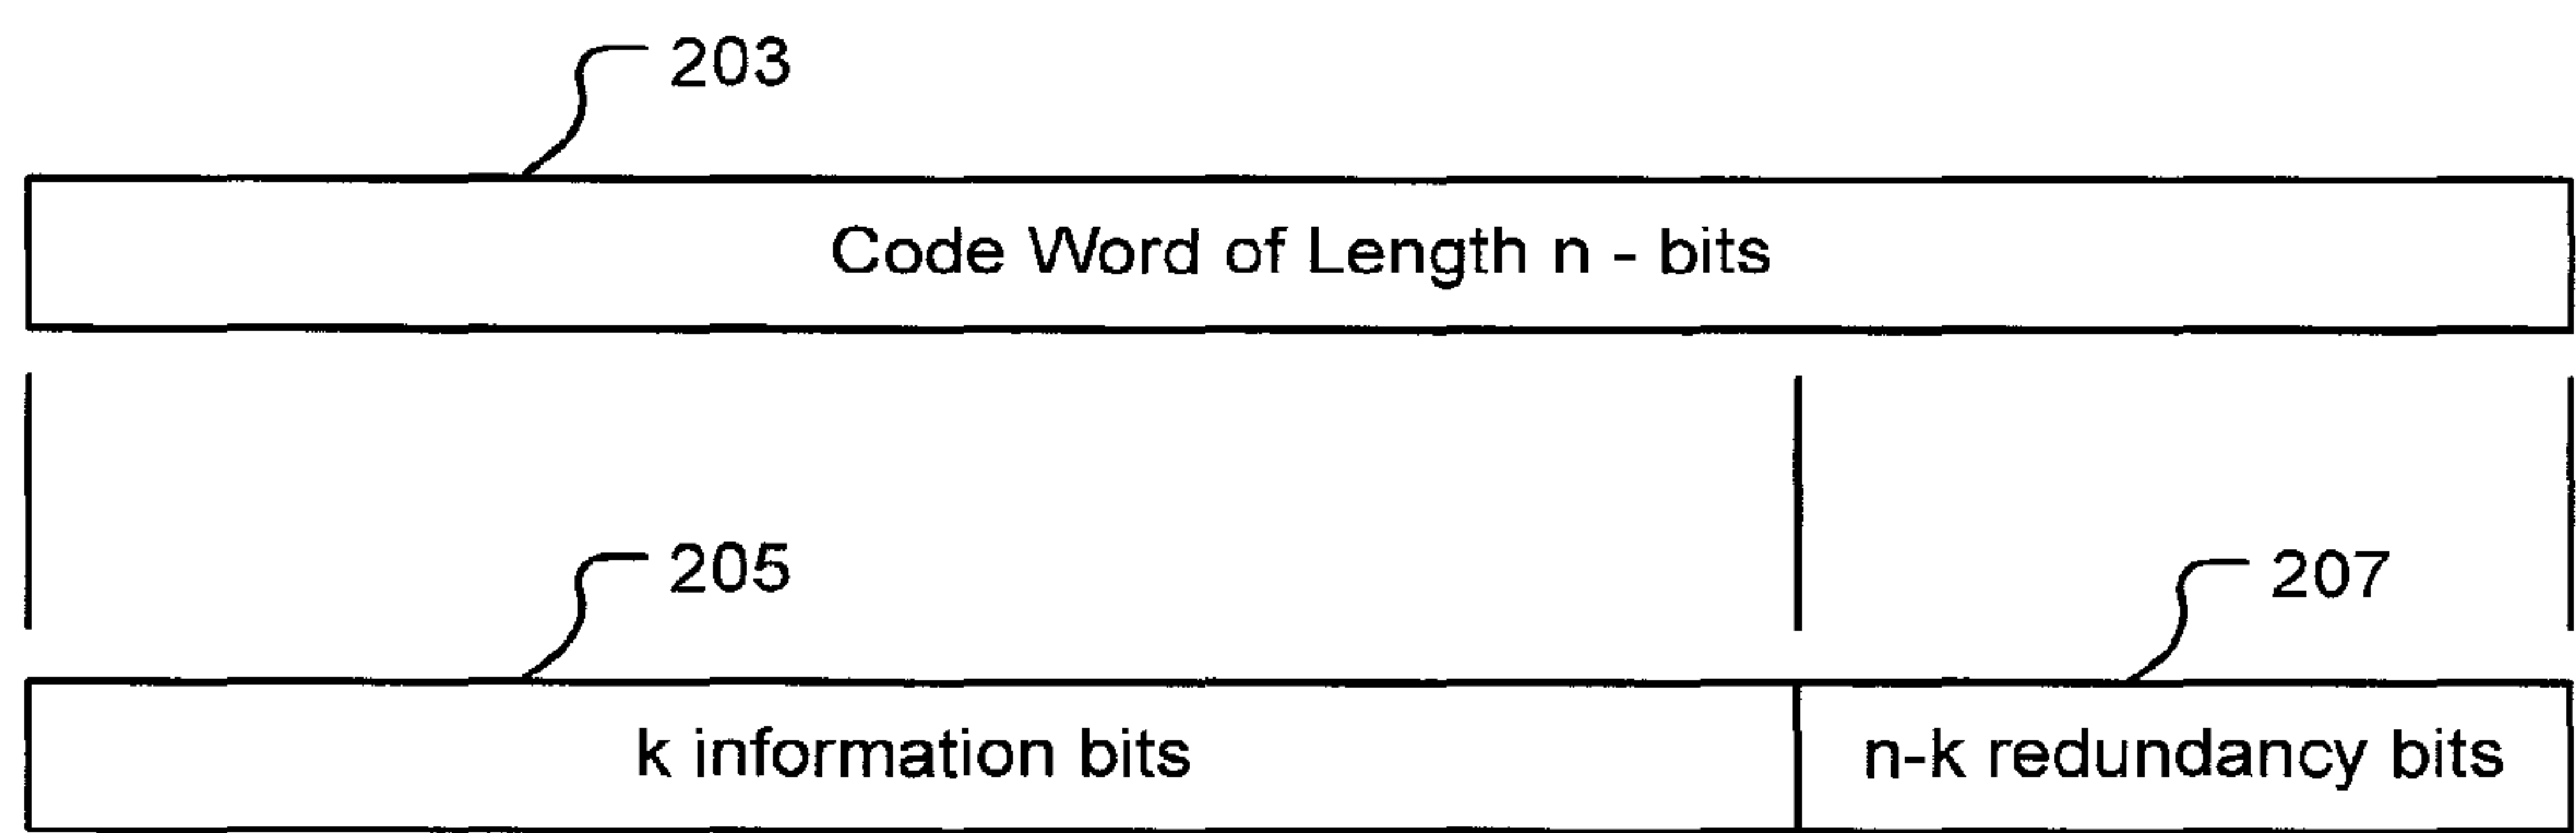 203
Code Word of Length n - bits
205
207
k information bits
n-k redundancy bits